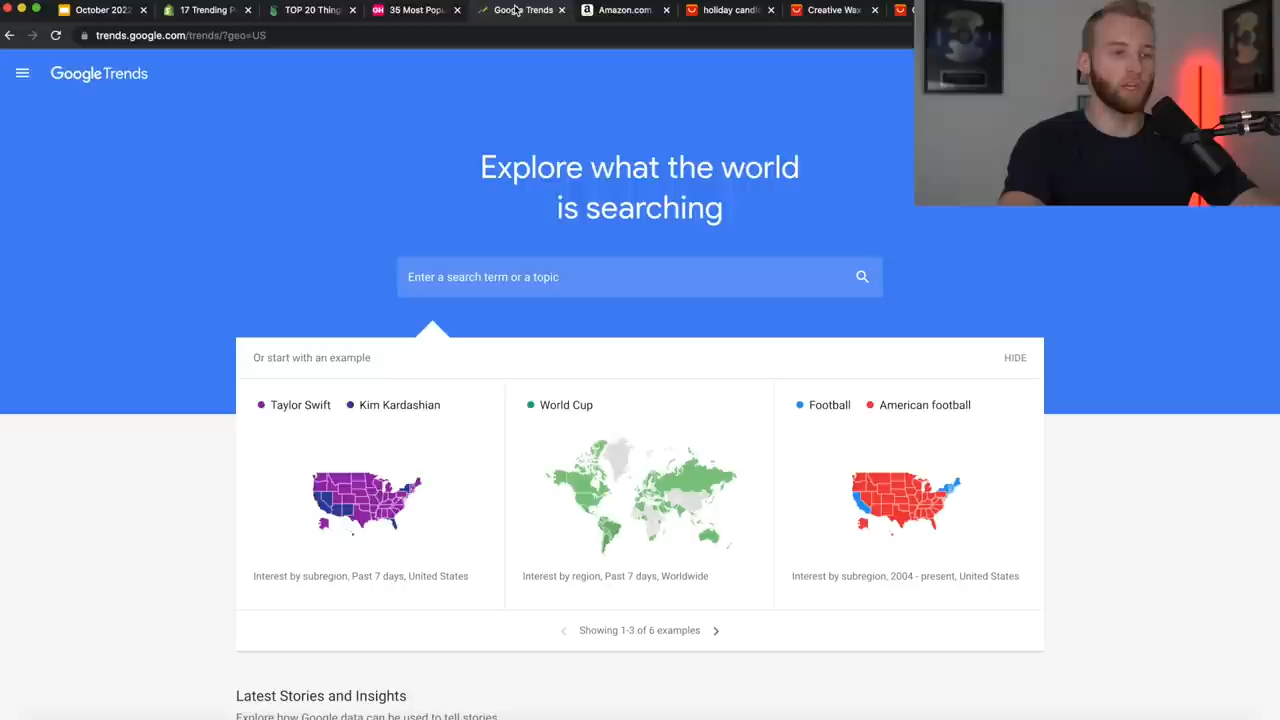 October 2022
17 Trending P
TOP 20 Thing
GH
35 Most Popu
Google Trends
a
Amazon.com
holiday candl
Creative Wax
trends.google.com/trends/?geo=US
Google Trends
Explore what the world
is searching
Enter a search term or a topic
Or start with an example
HIDE
Taylor Swift
Kim Kardashian
World Cup
Football
American football
Interest by subregion, Past 7 days, United States
Interest by region, Past 7 days, Worldwide
Interest by subregion, 2004 - present, United States
Showing 1-3 of 6 examples
Latest Stories and Insights
Explore how Google data can be used to tell stories